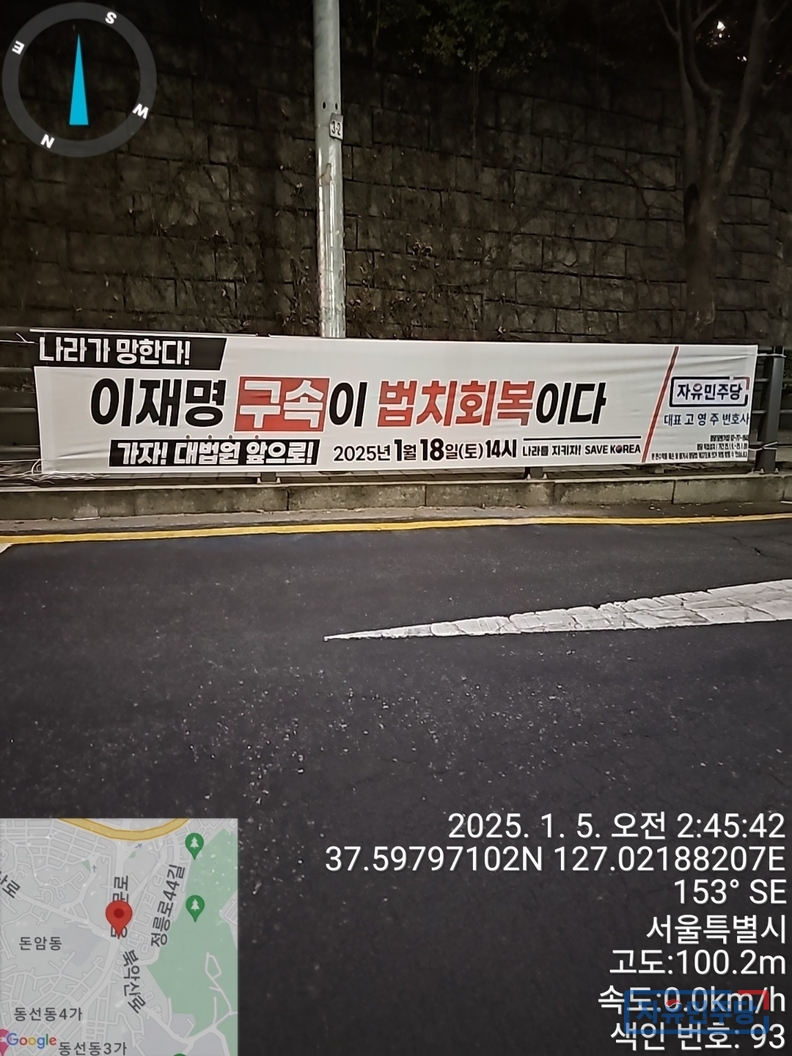 S
E
W
N
나라가 망한다!
이재명 구속이 법치회복이다
가자! 대법원 앞으로!
2025년 1월 18일(토) 14시
나라를 지키자! SAVE KOREA
자유민주당
대표 고영주 변호사
2025. 1. 5. 오전 2:45:42
37.59797102N 127.02188207E
153° SE
서울특별시
고도:100.2m
속도:0.0km/h
색인 번호: 93
자유민주당
정릉로44길
돈암동
북악산로
동선동4가
동선동3가
Google